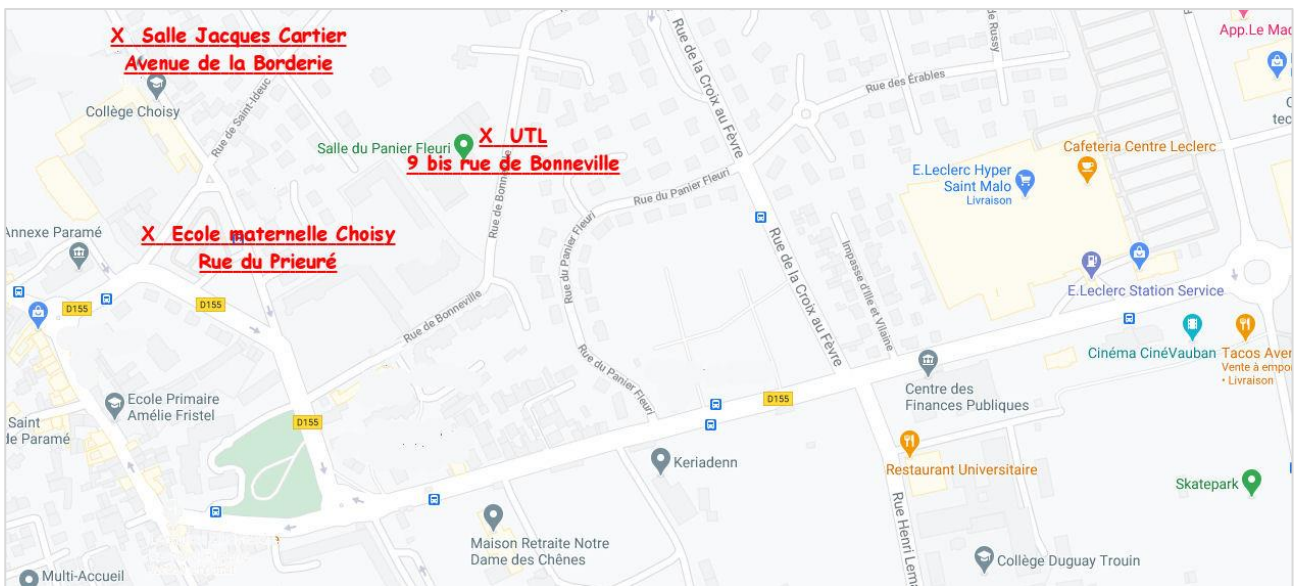 X Salle Jacques Cartier
Avenue de la Borderie
Collège Choisy
Rue de Saint-Ideuc
Salle du Panier Fleuri
X UTL
9 bis rue de Bonneville
Rue de Bonneville
X Ecole maternelle Choisy
Rue du Prieuré
Annexe Paramé
D155
Rue de Bonneville
Ecole Primaire
Amélie Fristel
Saint
de Paramé
D155
Multi-Accueil
Rue de la Croix au Fèvre
Rue des Érables
de Russy
App.Le Mac
tec
Cafeteria Centre Leclerc
E.Leclerc Hyper
Saint Malo
Livraison
Rue du Panier Fleuri
Rue du Panier Fleuri
Rue du Panier Fleuri
Rue de la Croix au Fèvre
Impasse d'Ille et Vilaine
E.Leclerc Station Service
Cinéma CinéVauban
Tacos Aven
Vente à empo
• Livraison
D155
Centre des
Finances Publiques
Keriadenn
Restaurant Universitaire
Skatepark
Maison Retraite Notre
Dame des Chênes
Rue Henri Lema
Collège Duguay Trouin